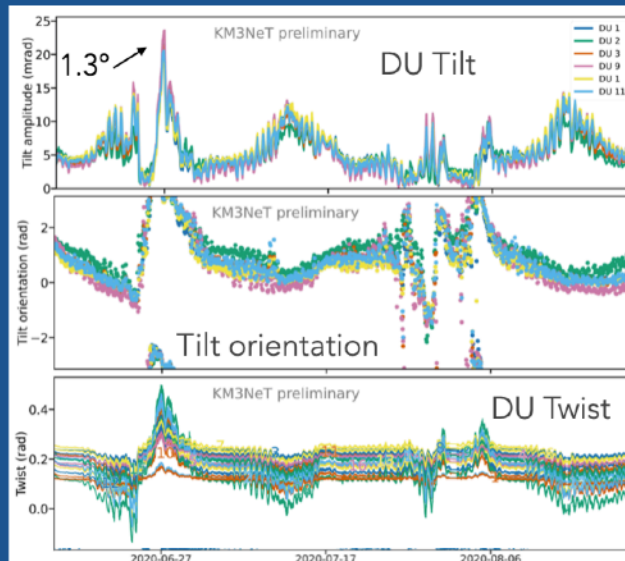 KM3NeT preliminary
1.3°
DU Tilt
DU 1
DU 2
DU 3
DU 9
DU 1
DU 11
Tilt amplitude (mrad)
25
20
15
10
5
0
KM3NeT preliminary
Tilt orientation (rad)
2
0
−2
Tilt orientation
KM3NeT preliminary
DU Twist
Twist (rad)
0.4
0.2
0.0
2020-06-27
2020-07-17
2020-08-06